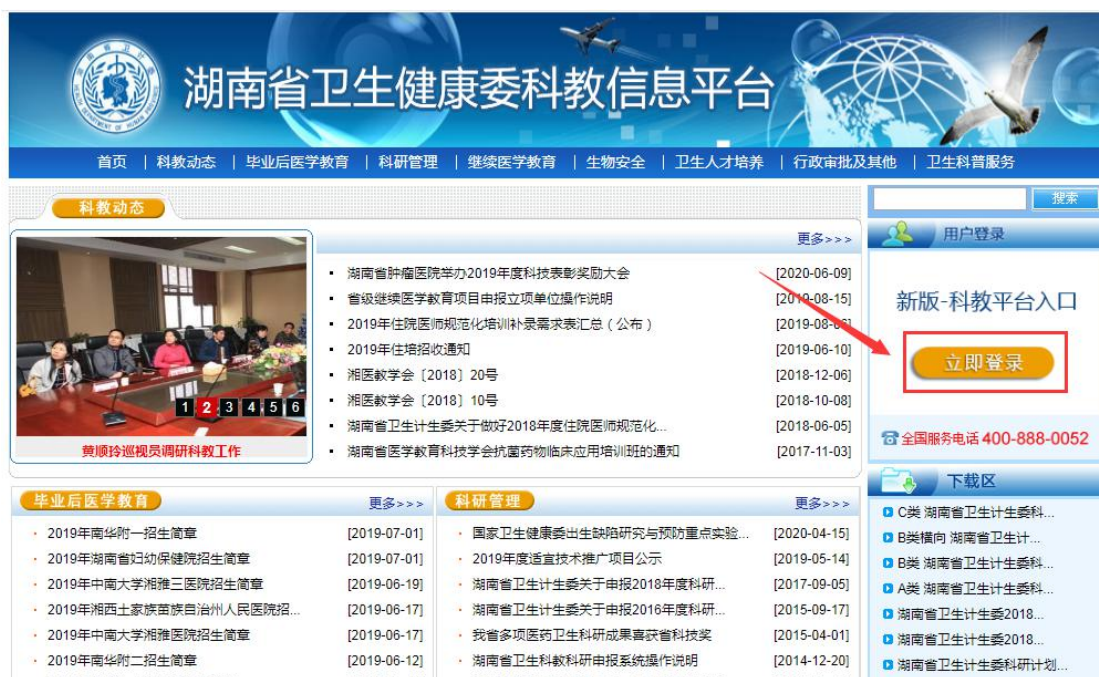 湖南省卫生健康委科教信息平台
首页 | 科教动态 | 毕业后医学教育 | 科研管理 | 继续医学教育 | 生物安全 | 卫生人才培养 | 行政审批及其他 | 卫生科普服务
科教动态
更多>>>
湖南省肿瘤医院举办2019年度科技表彰奖励大会 [2020-06-09]
省级继续医学教育项目申报立项单位操作说明 [2019-08-15]
2019年住院医师规范化培训补录需求表汇总（公布） [2019-08-06]
2019年住培招收通知 [2019-06-10]
湘医教学会〔2018〕20号 [2018-12-06]
湘医教学会〔2018〕10号 [2018-10-08]
湖南省卫生计生委关于做好2018年度住院医师规范化... [2018-06-05]
湖南省医学教育科技学会抗菌药物临床应用培训班的通知 [2017-11-03]
1 2 3 4 5 6
黄顺玲巡视员调研科教工作
搜索
用户登录
新版-科教平台入口
立即登录
全国服务电话 400-888-0052
毕业后医学教育
更多>>>
2019年南华附一招生简章 [2019-07-01]
2019年湖南省妇幼保健院招生简章 [2019-07-01]
2019年中南大学湘雅三医院招生简章 [2019-06-19]
2019年湘西土家族苗族自治州人民医院招... [2019-06-17]
2019年中南大学湘雅医院招生简章 [2019-06-17]
2019年南华附二招生简章 [2019-06-12]
科研管理
更多>>>
国家卫生健康委出生缺陷研究与预防重点实验... [2020-04-15]
2019年度适宜技术推广项目公示 [2019-05-14]
湖南省卫生计生委关于申报2018年度科研... [2017-09-05]
湖南省卫生计生委关于申报2016年度科研... [2015-09-17]
我省多项医药卫生科研成果喜获省科技奖 [2015-04-01]
湖南省卫生科教科研申报系统操作说明 [2014-12-20]
下载区
C类 湖南省卫生计生委科...
B类横向 湖南省卫生计...
B类 湖南省卫生计生委科...
A类 湖南省卫生计生委科...
湖南省卫生计生委2018...
湖南省卫生计生委2018...
湖南省卫生计生委科研计划...